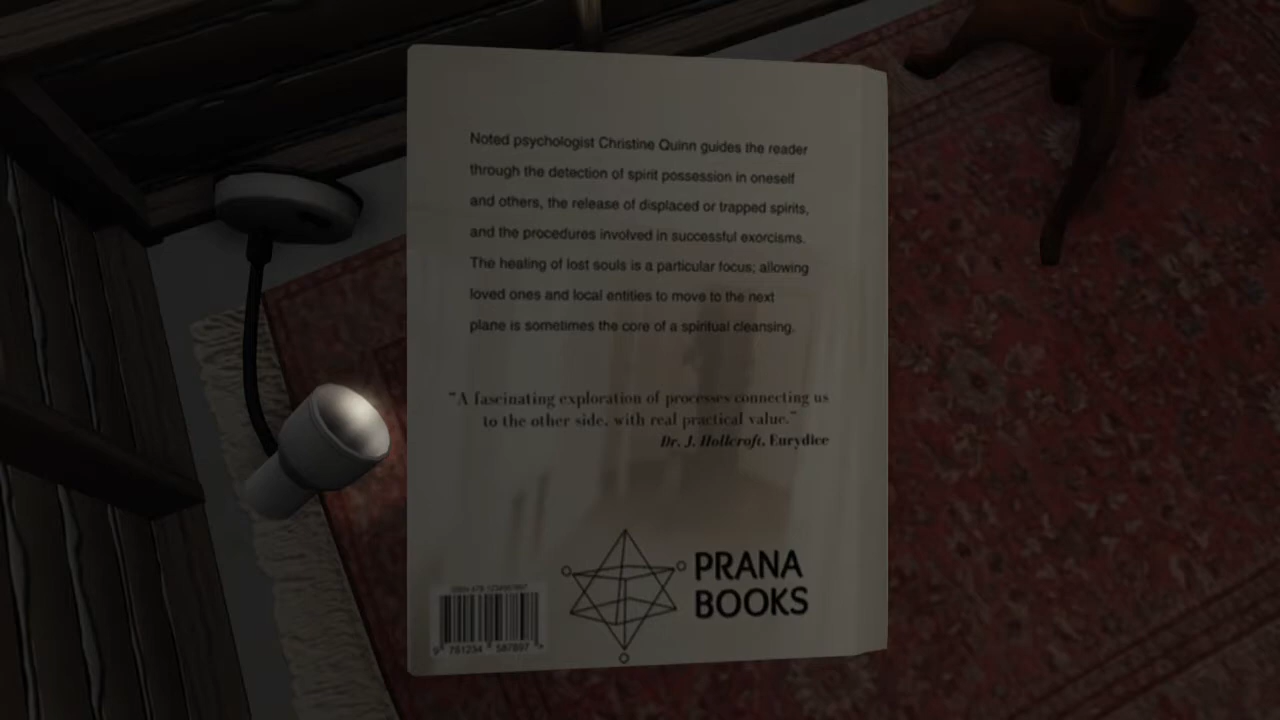 Noted psychologist Christine Quinn guides the reader
through the detection of spirit possession in oneself
and others, the release of displaced or trapped spirits,
and the procedures involved in successful exorcisms.
The healing of lost souls is a particular focus; allowing
loved ones and local entities to move to the next
plane is sometimes the core of a spiritual cleansing.
"A fascinating exploration of processes connecting us
to the other side, with real practical value."
Dr. J. Hollcroft, Eurydice
PRANA
BOOKS
9 781234 587897 >